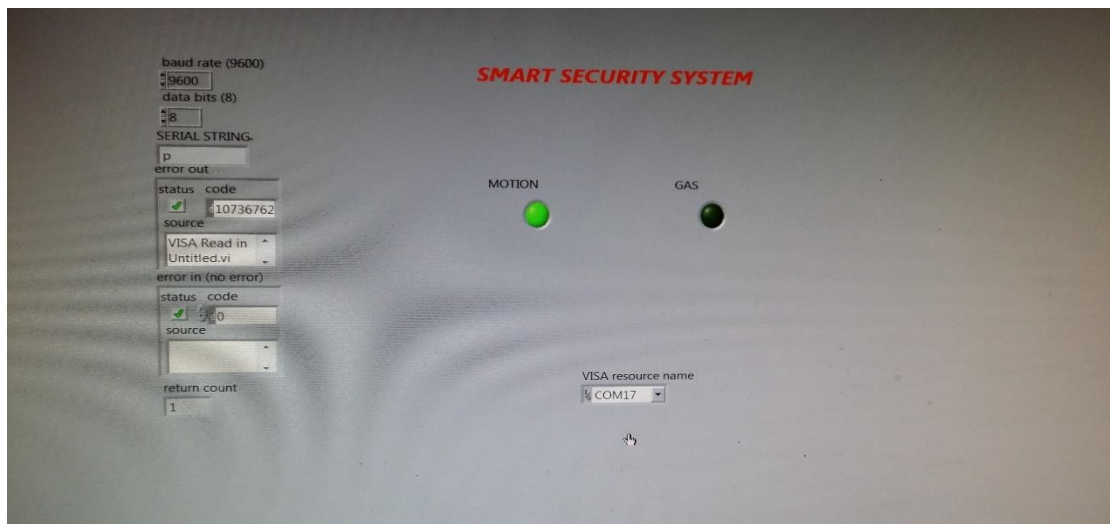 baud rate (9600)
9600
data bits (8)
8
SERIAL STRING.
p
error out
status code
10736762
source
VISA Read in
Untitled.vi
error in (no error)
status code
0
source
return count
1
SMART SECURITY SYSTEM
MOTION GAS
VISA resource name
COM17